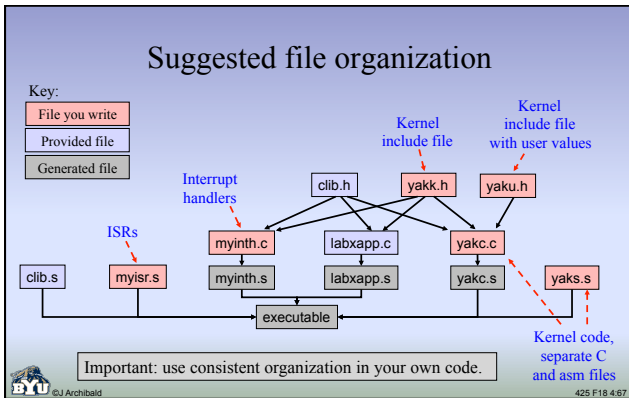 Suggested file organization
Key:
File you write
Provided file
Generated file
Kernel
include file
Kernel
include file
with user values
Interrupt
handlers
clib.h
yakk.h
yaku.h
ISRs
myinth.c
labxapp.c
yakc.c
clib.s
myisr.s
myinth.s
labxapp.s
yakc.s
yaks.s
executable
Kernel code,
separate C
and asm files
Important: use consistent organization in your own code.
BYU
©J Archibald
425 F18 4:67